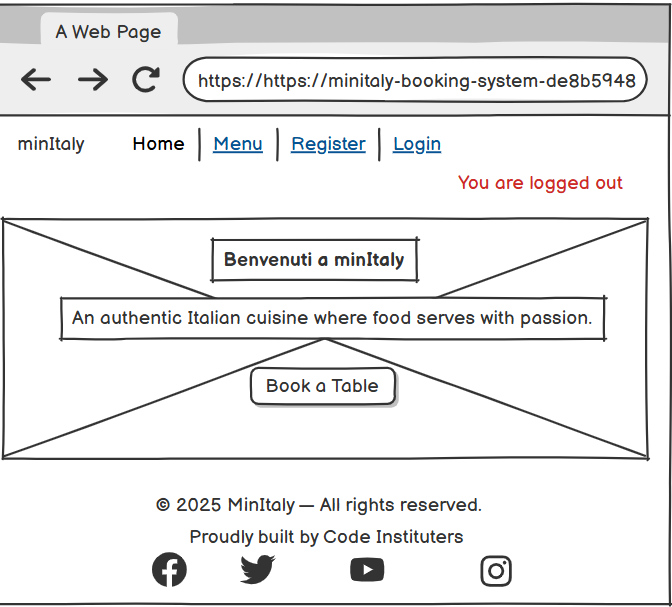 A Web Page
https://https://minitaly-booking-system-de8b5948
minItaly Home Menu Register Login
You are logged out
Benvenuti a minItaly
An authentic Italian cuisine where food serves with passion.
Book a Table
© 2025 MinItaly — All rights reserved.
Proudly built by Code Instituters